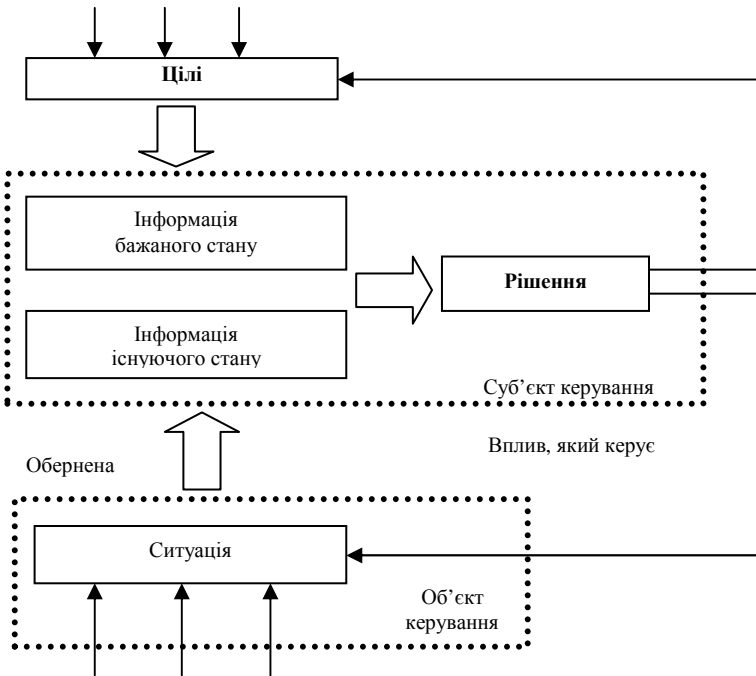 Цілі
Інформація
бажаного стану
Рішення
Інформація
існуючого стану
Суб’єкт керування
Вплив, який керує
Обернена
Ситуація
Об’єкт
керування